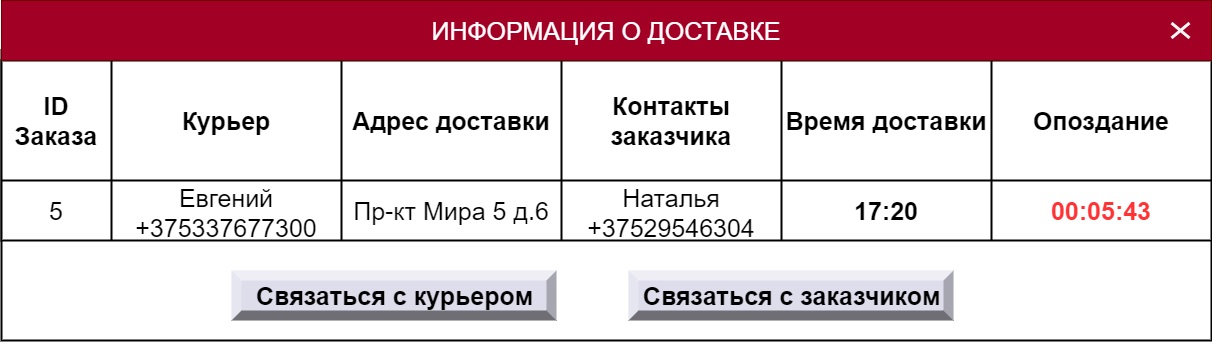 ИНФОРМАЦИЯ О ДОСТАВКЕ
ID
Заказа
Курьер
Адрес доставки
Контакты
заказчика
Время доставки
Опоздание
5
Евгений
+375337677300
Пр-кт Мира 5 д.6
Наталья
+37529546304
17:20
00:05:43
Связаться с курьером
Связаться с заказчиком